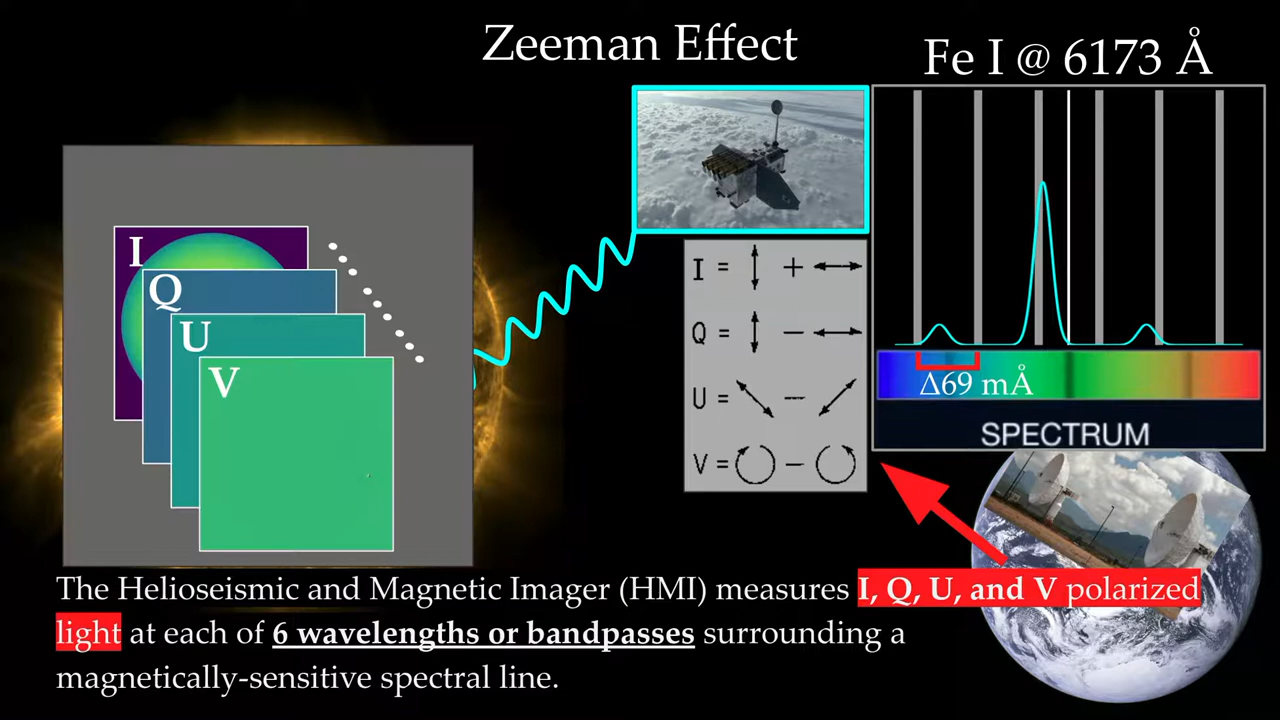 Zeeman Effect
Fe I @ 6173 Å
I
Q
U
V
I = +
Q = −
U = −
V = −
Δ69 mÅ
SPECTRUM
The Helioseismic and Magnetic Imager (HMI) measures I, Q, U, and V polarized
light at each of 6 wavelengths or bandpasses surrounding a
magnetically-sensitive spectral line.